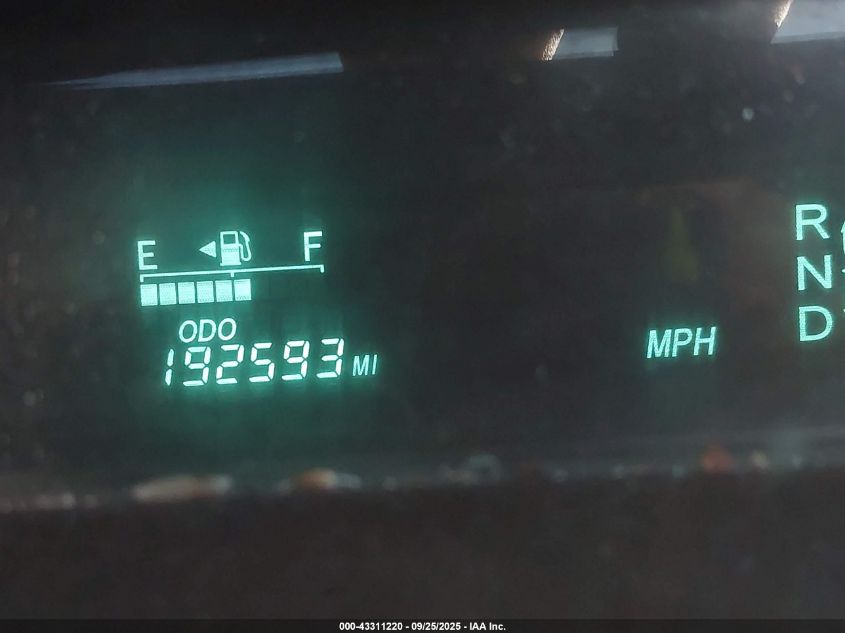 E F
ODO
192593 MI
MPH
R
N
D
000-43311220 - 09/25/2025 - IAA Inc.